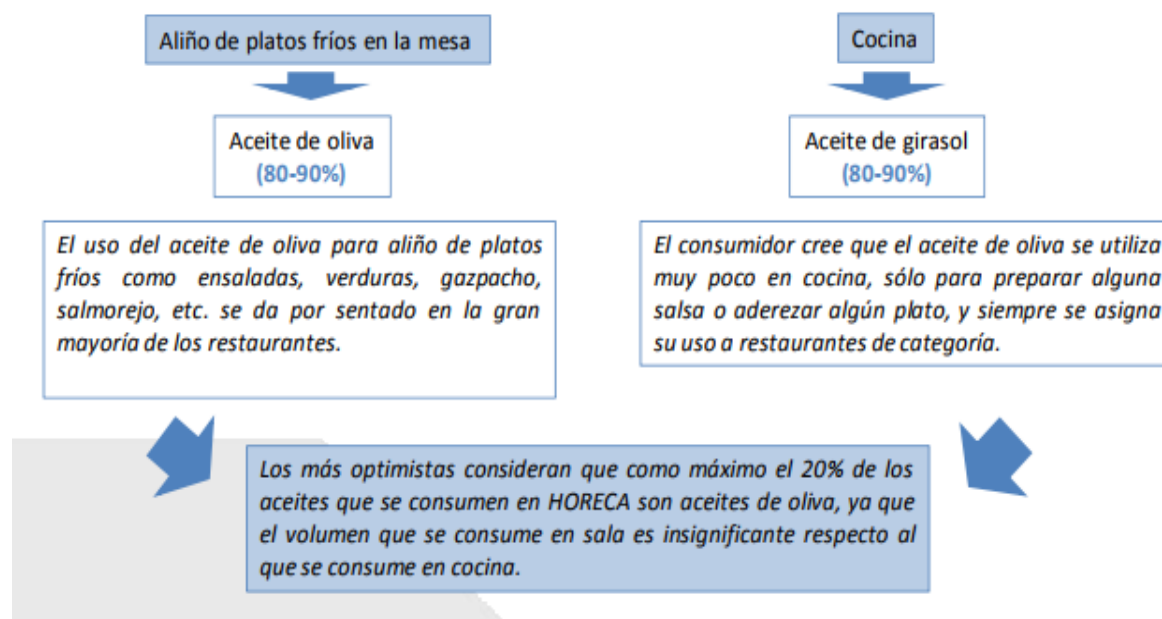 Aliño de platos fríos en la mesa
Aceite de oliva
(80-90%)
El uso del aceite de oliva para aliño de platos
fríos como ensaladas, verduras, gazpacho,
salmorejo, etc. se da por sentado en la gran
mayoría de los restaurantes.
Cocina
Aceite de girasol
(80-90%)
El consumidor cree que el aceite de oliva se utiliza
muy poco en cocina, sólo para preparar alguna
salsa o aderezar algún plato, y siempre se asigna
su uso a restaurantes de categoría.
Los más optimistas consideran que como máximo el 20% de los
aceites que se consumen en HORECA son aceites de oliva, ya que
el volumen que se consume en sala es insignificante respecto al
que se consume en cocina.